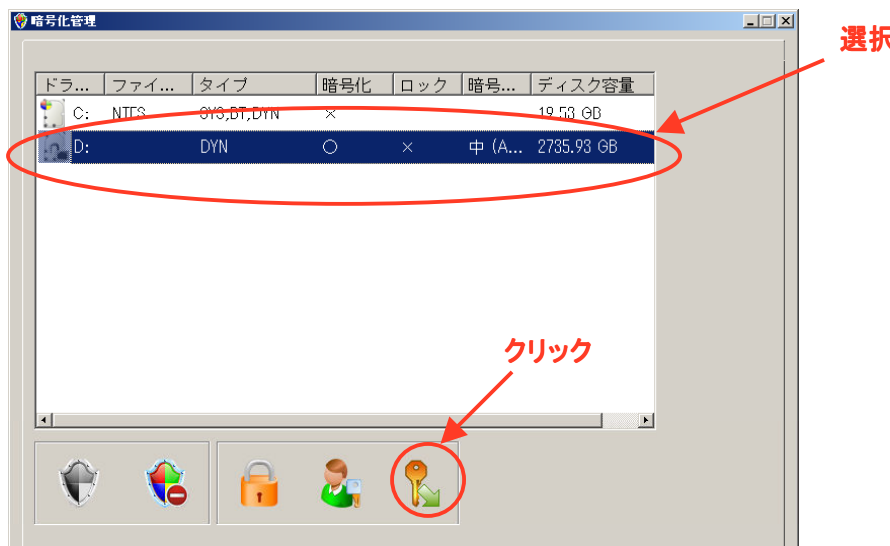 暗号化管理
選択
ドラ... ファイ... タイプ 暗号化 ロック 暗号... ディスク容量
C: NTFS SYS,BT,DYN × 19.53 GB
D: DYN ○ × 中 (A... 2735.93 GB
クリック